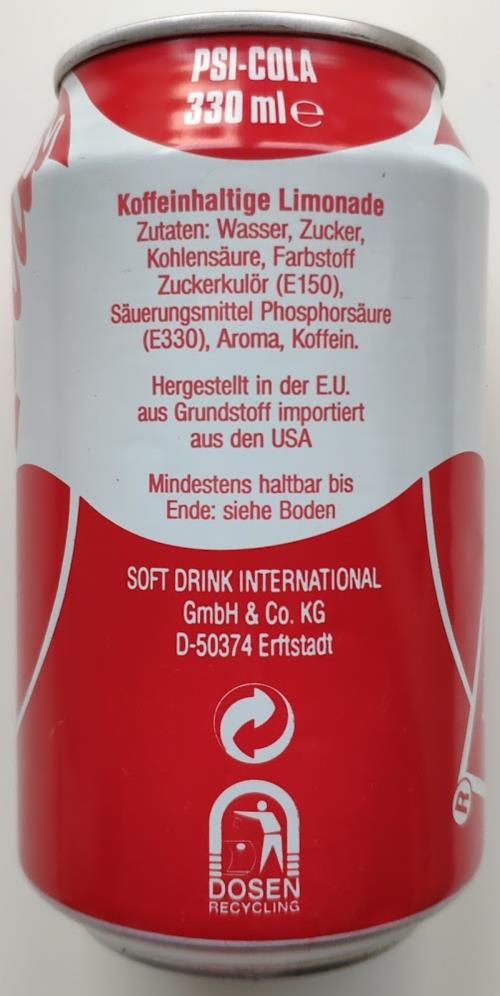 PSI-COLA
330 ml ℮
Koffeinhaltige Limonade
Zutaten: Wasser, Zucker,
Kohlensäure, Farbstoff
Zuckerkulör (E150),
Säuerungsmittel Phosphorsäure
(E330), Aroma, Koffein.
Hergestellt in der E.U.
aus Grundstoff importiert
aus den USA
Mindestens haltbar bis
Ende: siehe Boden
SOFT DRINK INTERNATIONAL
GmbH & Co. KG
D-50374 Erftstadt
®
DOSEN
RECYCLING